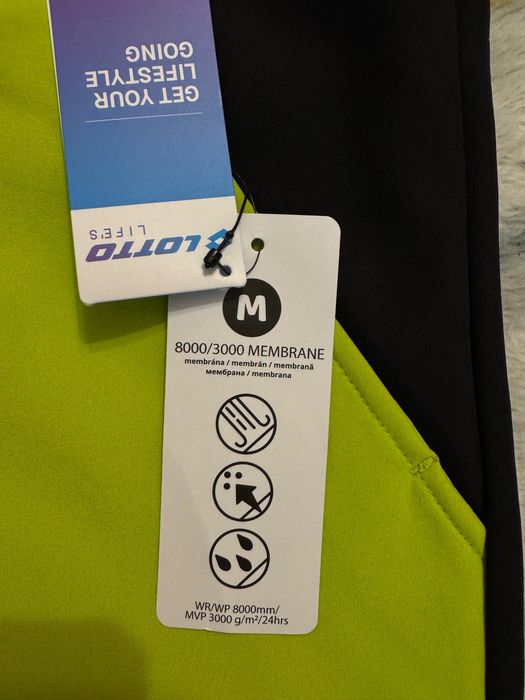 GET YOUR
LIFESTYLE
GOING
LOTTO
LIFE'S
M
8000/3000 MEMBRANE
membrána / membrán / membrană
мембрана / membrana
WR/WP 8000mm/
MVP 3000 g/m²/24hrs